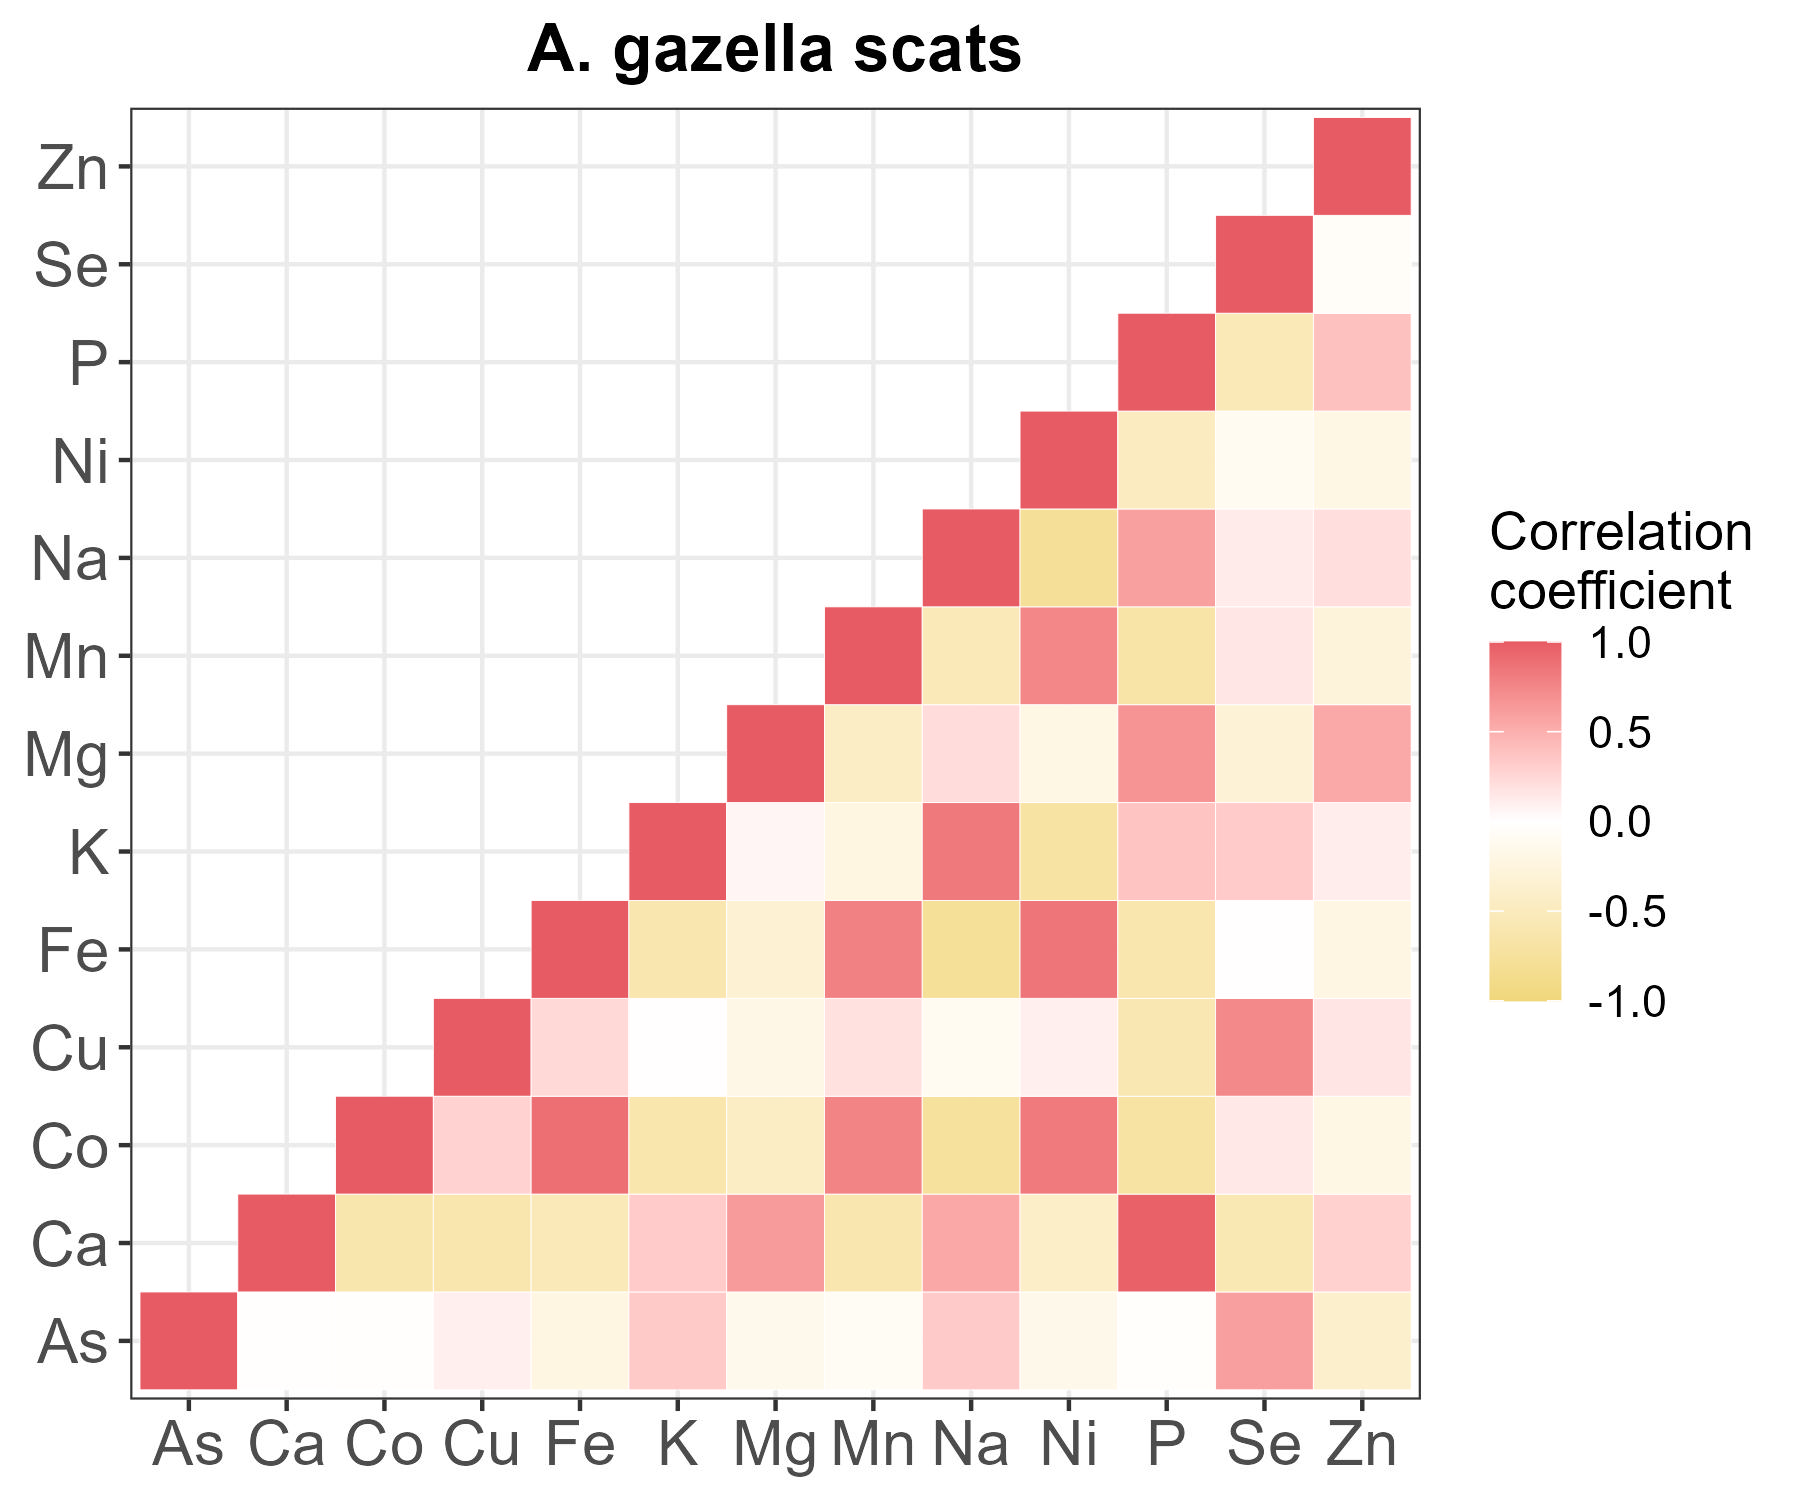 A. gazella scats
Zn
Se
P
Ni
Na
Mn
Mg
K
Fe
Cu
Co
Ca
As
As Ca Co Cu Fe K Mg Mn Na Ni P Se Zn
Correlation
coefficient
1.0
0.5
0.0
-0.5
-1.0